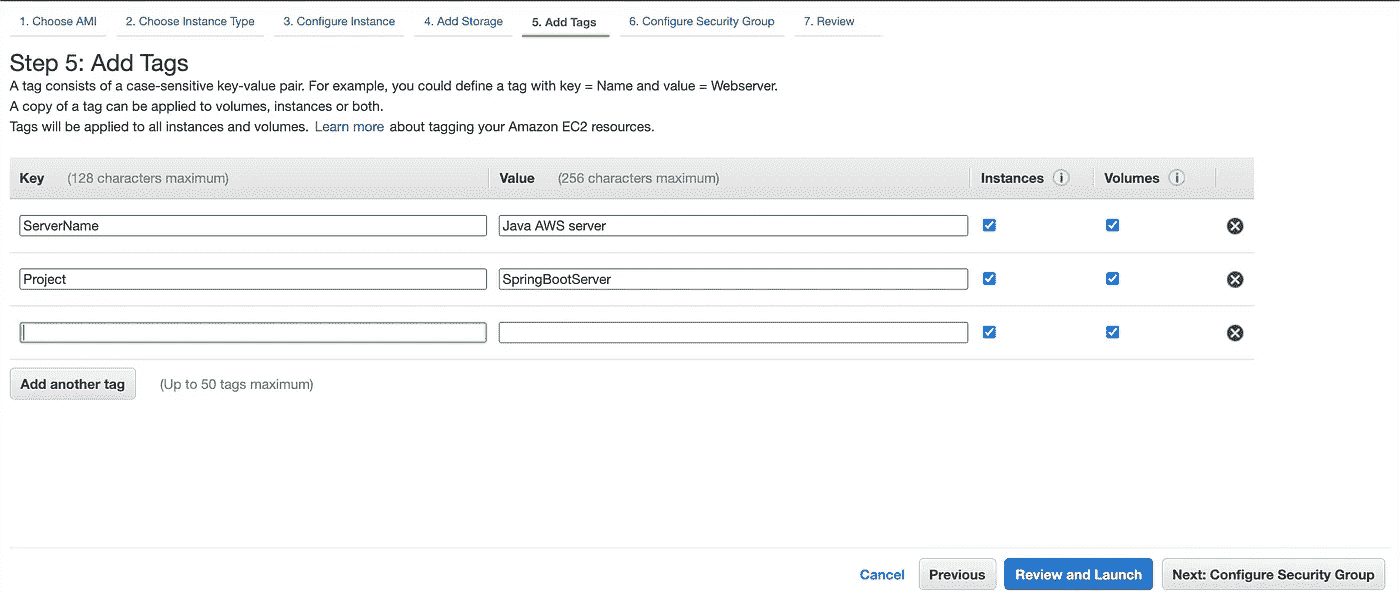 1. Choose AMI 2. Choose Instance Type 3. Configure Instance 4. Add Storage 5. Add Tags 6. Configure Security Group 7. Review
Step 5: Add Tags
A tag consists of a case-sensitive key-value pair. For example, you could define a tag with key = Name and value = Webserver.
A copy of a tag can be applied to volumes, instances or both.
Tags will be applied to all instances and volumes. Learn more about tagging your Amazon EC2 resources.
Key (128 characters maximum) Value (256 characters maximum) Instances i Volumes i
ServerName Java AWS server
Project SpringBootServer
Add another tag (Up to 50 tags maximum)
Cancel Previous Review and Launch Next: Configure Security Group